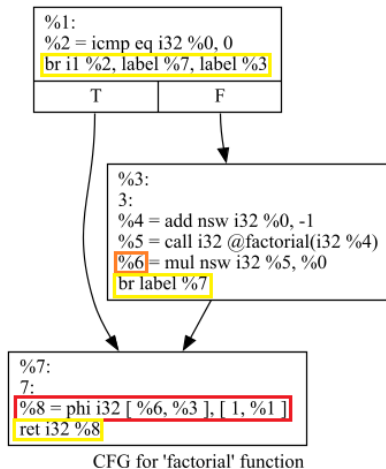 %1:
%2 = icmp eq i32 %0, 0
br i1 %2, label %7, label %3
T F
%3:
3:
%4 = add nsw i32 %0, -1
%5 = call i32 @factorial(i32 %4)
%6 = mul nsw i32 %5, %0
br label %7
%7:
7:
%8 = phi i32 [ %6, %3 ], [ 1, %1 ]
ret i32 %8
CFG for 'factorial' function